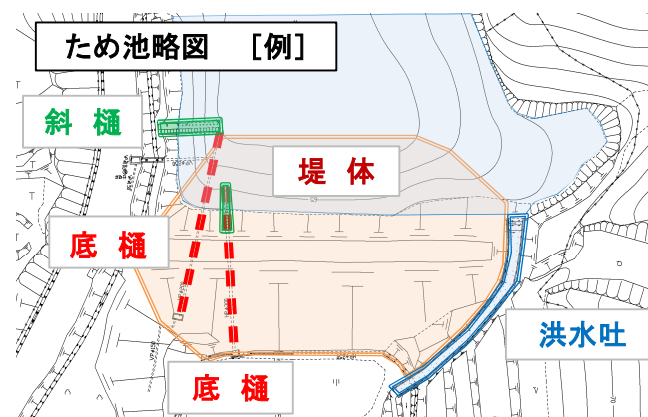 ため池略図 [例]
斜 樋
堤 体
底 樋
洪水吐
底 樋